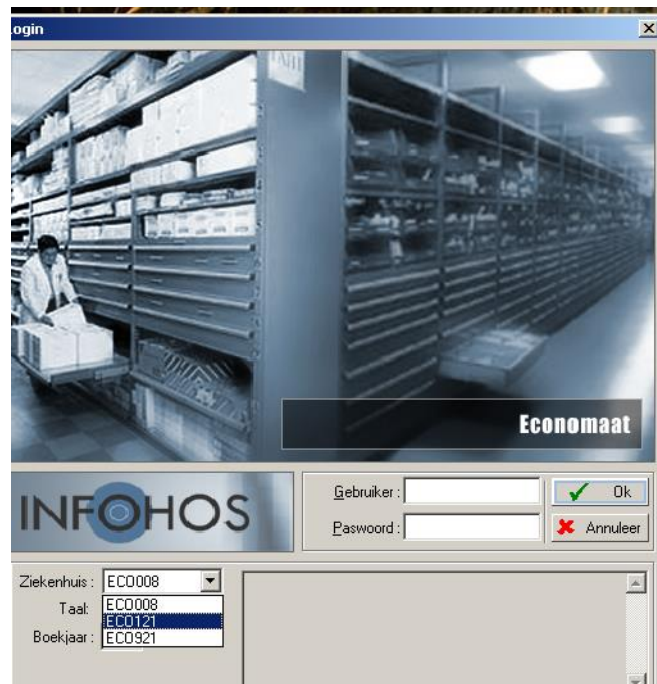 Login
Economaat
INFOHOS
Gebruiker :
Ok
Paswoord :
Annuleer
Ziekenhuis : ECO008
Taal: ECO008
ECO121
Boekjaar : ECO921